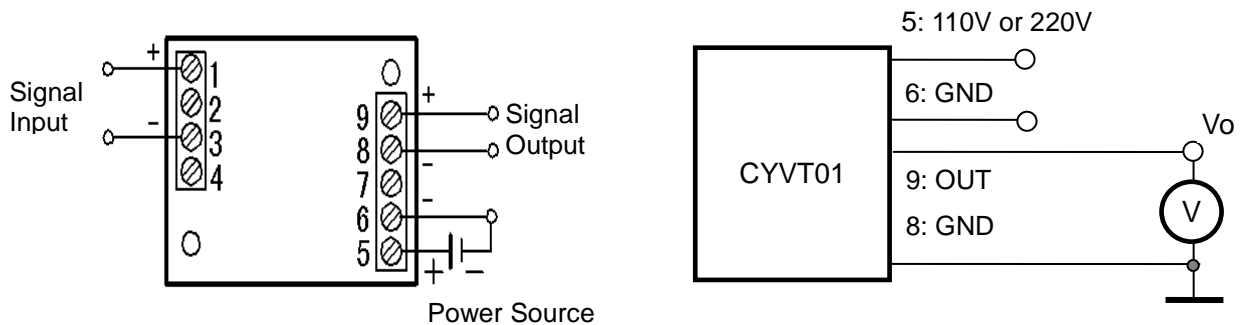 Signal
Input
+
-
1
2
3
4
9
8
7
6
5
+
-
-
+
-
Signal
Output
Power Source
CYVT01
5: 110V or 220V
6: GND
9: OUT
8: GND
Vo
V